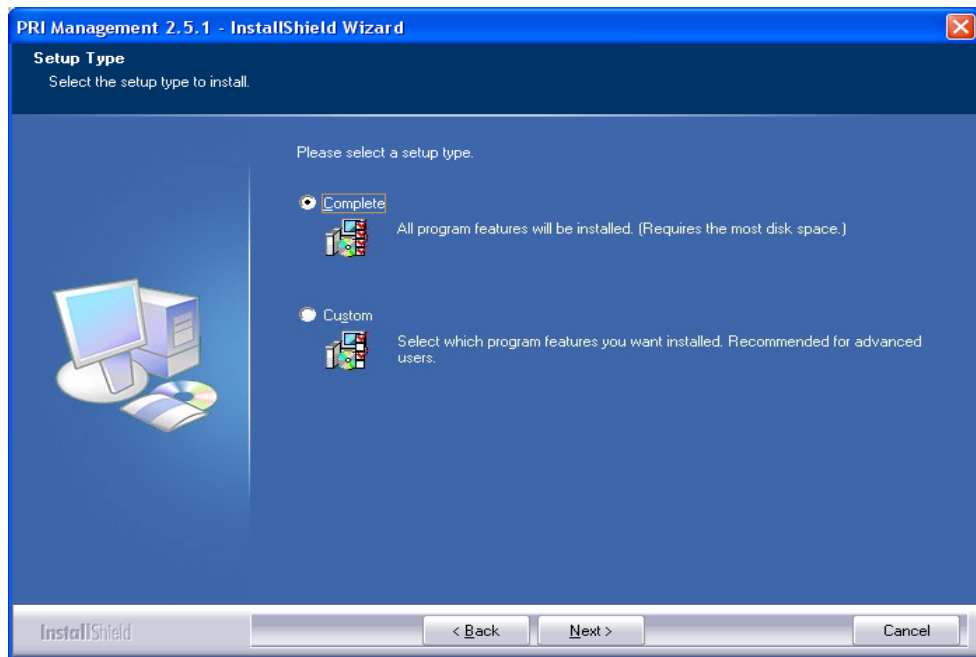 PRI Management 2.5.1 - InstallShield Wizard
Setup Type
Select the setup type to install.
Please select a setup type.
Complete
All program features will be installed. (Requires the most disk space.)
Custom
Select which program features you want installed. Recommended for advanced
users.
InstallShield
< Back
Next >
Cancel